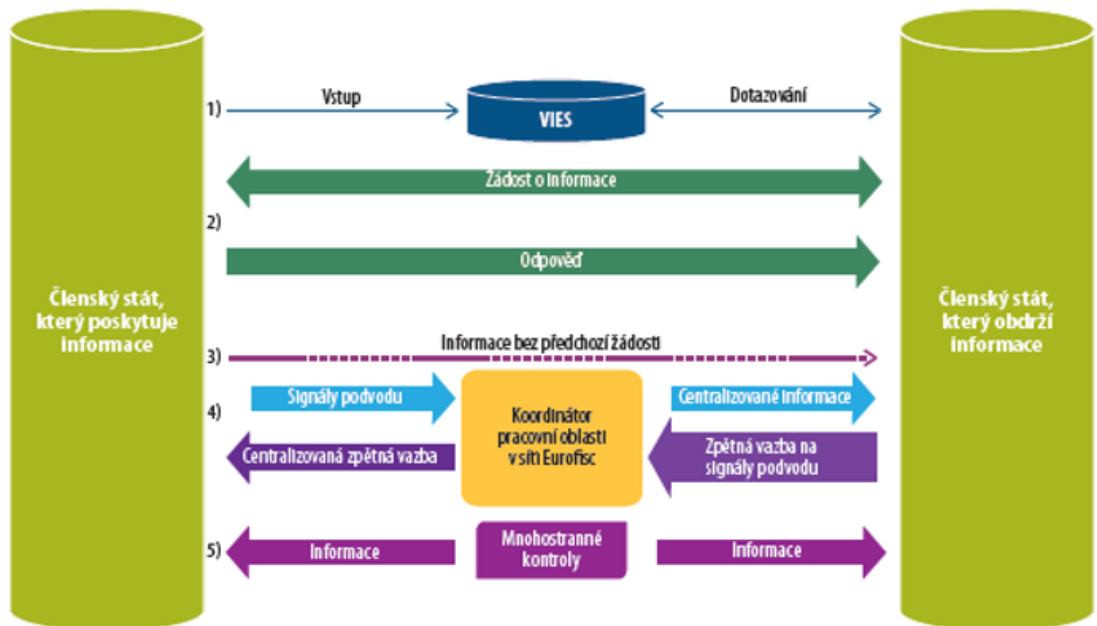 1)
Vstup
VIES
Dotazování
Žádost o informace
2)
Odpověď
Členský stát,
který poskytuje
informace
Členský stát,
který obdrží
informace
3)
Informace bez předchozí žádosti
4)
Signály podvodu
Koordinátor
pracovní oblasti
v síti Eurofisc
Centralizované informace
Centralizovaná zpětná vazba
Zpětná vazba na
signály podvodu
5)
Informace
Mnohostranné
kontroly
Informace